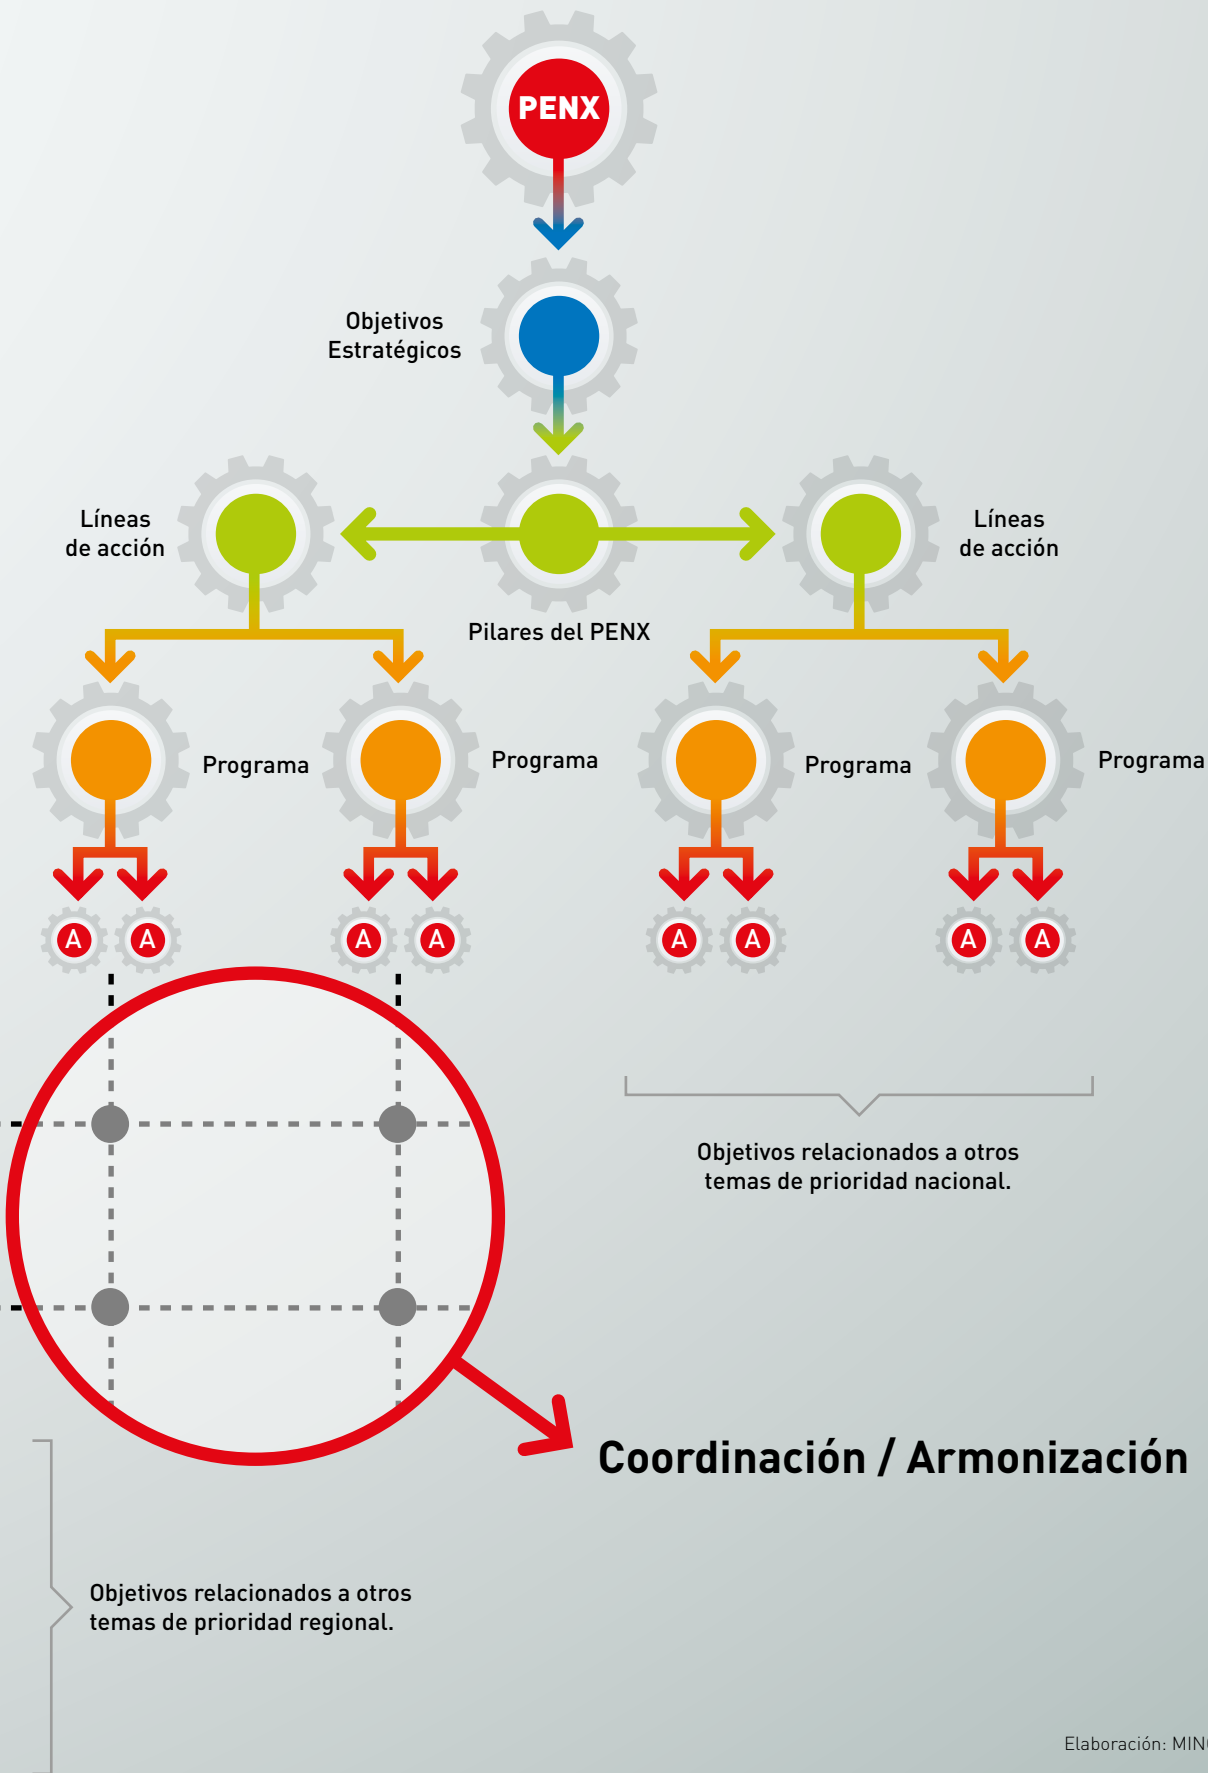 PENX
Objetivos
Estratégicos
Líneas
de acción
Líneas
de acción
Pilares del PENX
Programa
Programa
Programa
Programa
A A A A A A A A
Objetivos relacionados a otros
temas de prioridad nacional.
Coordinación / Armonización
Objetivos relacionados a otros
temas de prioridad regional.
Elaboración: